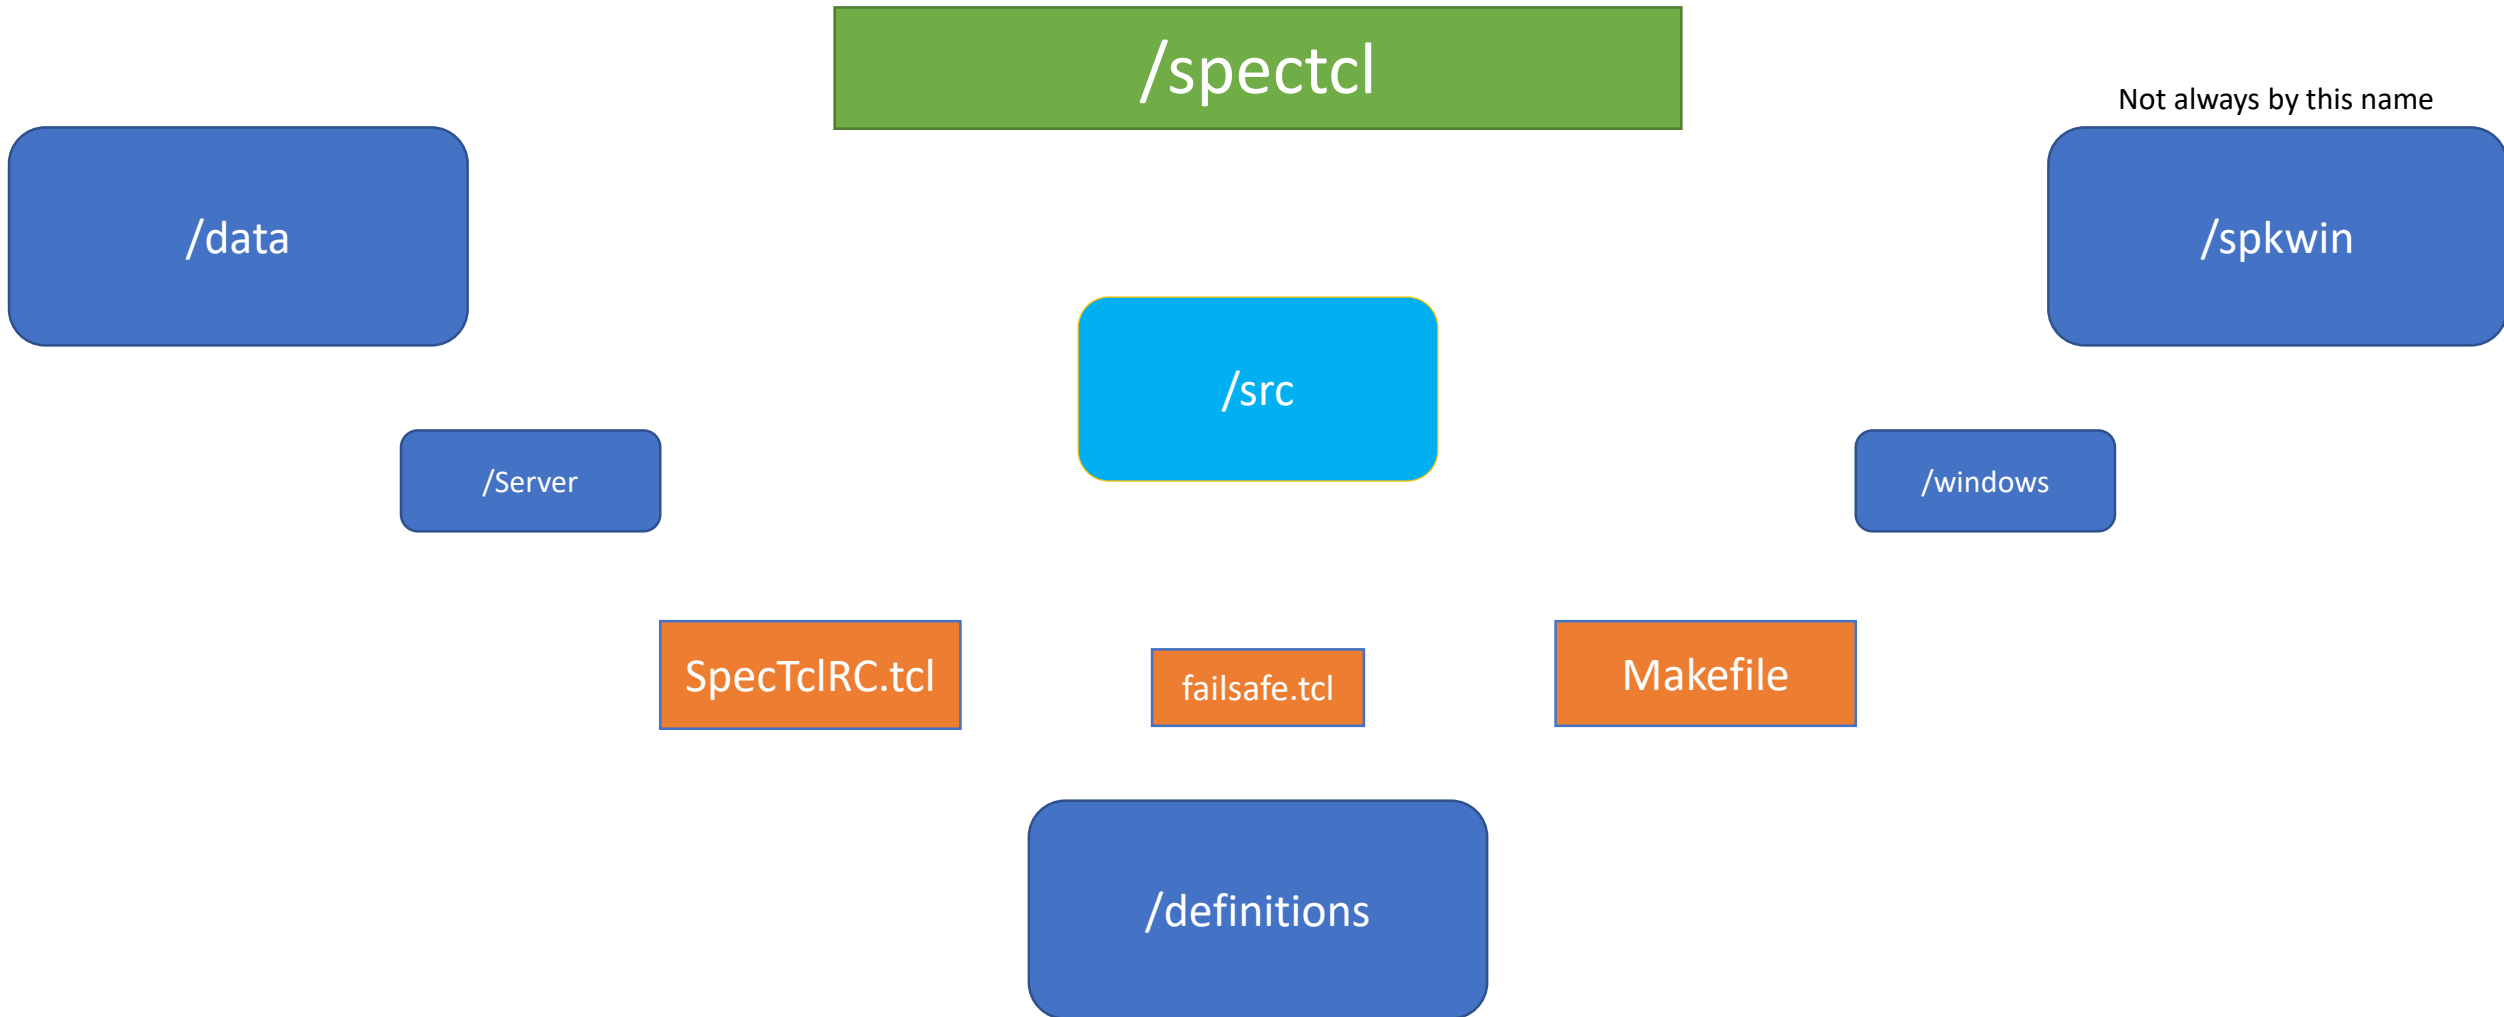 /spectcl
Not always by this name
/data
/spkwin
/src
/Server
/windows
SpecTclRC.tcl
failsafe.tcl
Makefile
/definitions